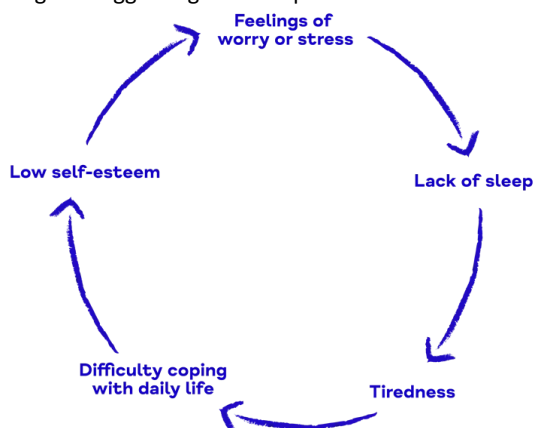 Feelings of
worry or stress
Lack of sleep
Tiredness
Difficulty coping
with daily life
Low self-esteem